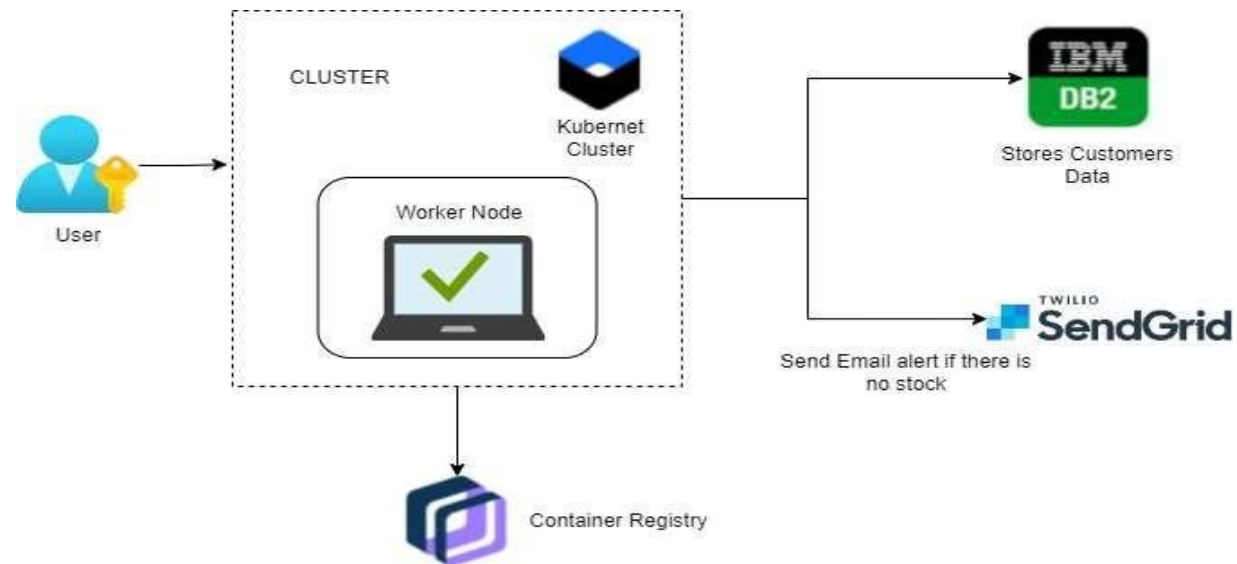 CLUSTER
Kubernet
Cluster
Worker Node
User
IBM
DB2
Stores Customers
Data
TWILIO
SendGrid
Send Email alert if there is
no stock
Container Registry